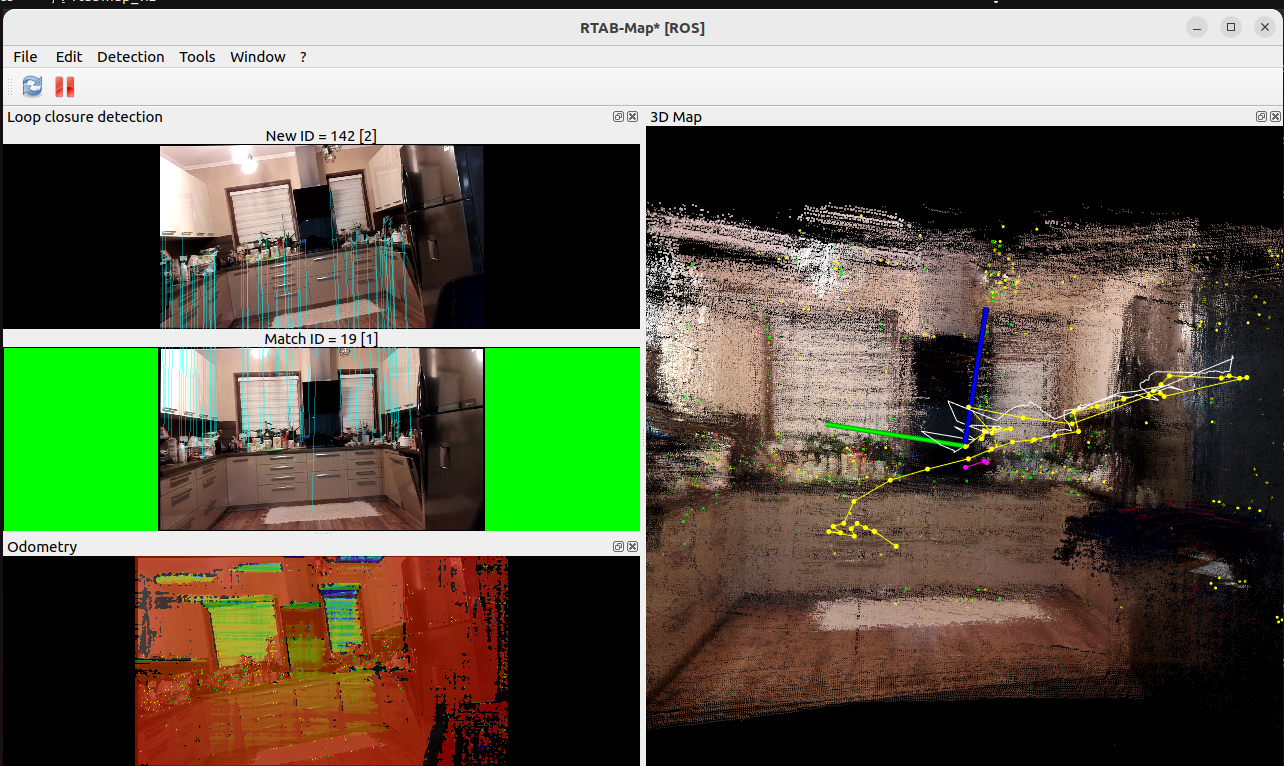 RTAB-Map* [ROS]
File Edit Detection Tools Window ?
Loop closure detection
New ID = 142 [2]
Match ID = 19 [1]
Odometry
3D Map